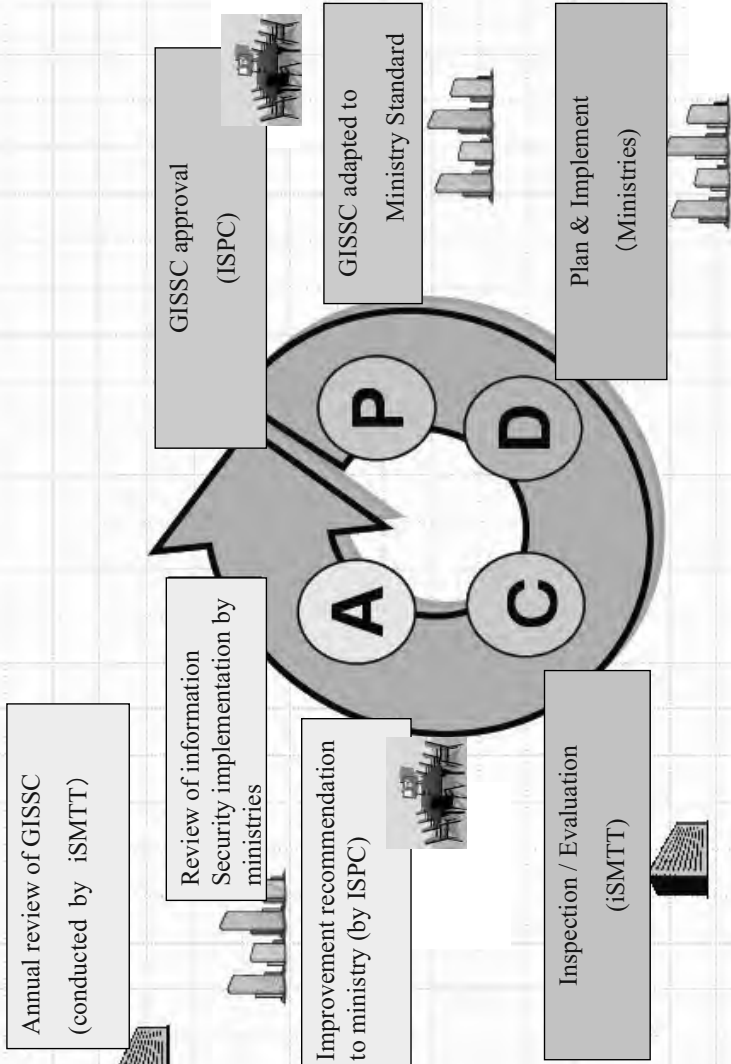 Annual review of GISSC
(conducted by iSMTT)
Review of information
Security implementation by
ministries
Improvement recommendation
to ministry (by ISPC)
Inspection / Evaluation
(iSMTT)
GISSC approval
(ISPC)
GISSC adapted to
Ministry Standard
Plan & Implement
(Ministries)
A
P
C
D